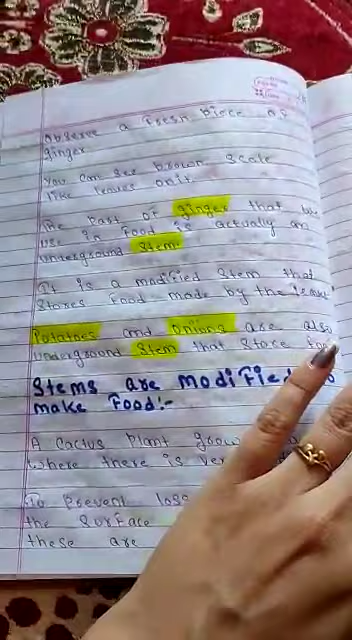 Observe a Fresh Piece of
ginger
You can see brown scale
like leaves on it.
The Part of ginger that we
use in Food is actually an
underground Stem.
It is a modified Stem that
Stores Food made by the leaves
Potatoes and Onions are also
underground Stem that Store
Stems are modified
make Food:-
A Cactus Plant grow
Where there is
To Prevent loss
the Surface
these are